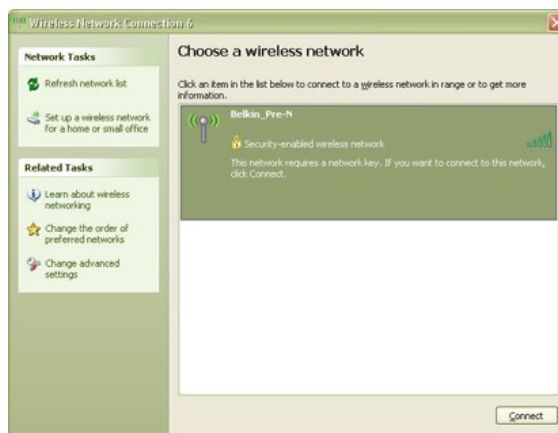 Wireless Network Connection 6
Network Tasks
Refresh network list
Set up a wireless network
for a home or small office
Related Tasks
Learn about wireless
networking
Change the order of
preferred networks
Change advanced
settings
Choose a wireless network
Click an item in the list below to connect to a wireless network in range or to get more
information.
Belkin_Pre-N
Security-enabled wireless network
This network requires a network key. If you want to connect to this network,
click Connect.
Connect